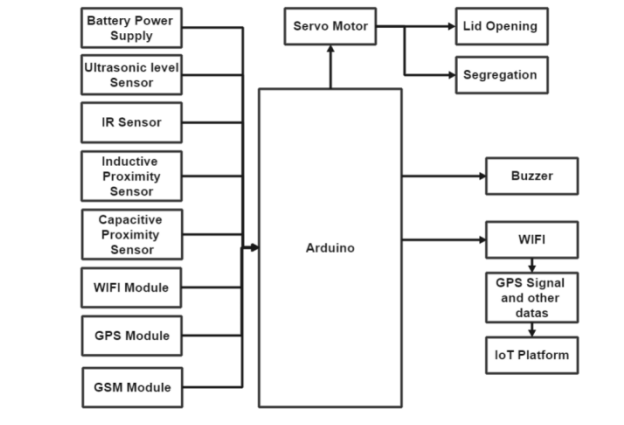 Battery Power
Supply
Ultrasonic level
Sensor
IR Sensor
Inductive
Proximity
Sensor
Capacitive
Proximity
Sensor
WIFI Module
GPS Module
GSM Module
Arduino
Servo Motor
Lid Opening
Segregation
Buzzer
WIFI
GPS Signal
and other
datas
IoT Platform